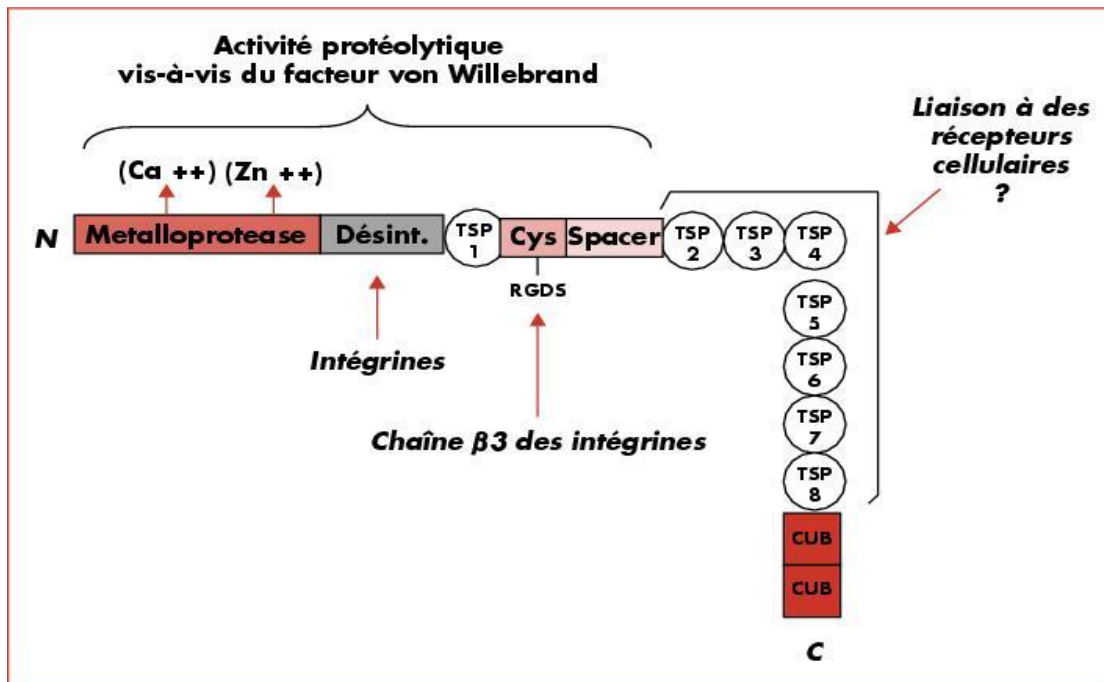 Activité protéolytique
vis-à-vis du facteur von Willebrand
Liaison à des
récepteurs
cellulaires
?
(Ca ++) (Zn ++)
N
Metalloprotease
Désint.
TSP
1
Cys
Spacer
TSP
2
TSP
3
TSP
4
RGDS
TSP
5
Intégrines
TSP
6
Chaîne β3 des intégrines
TSP
7
TSP
8
CUB
CUB
C